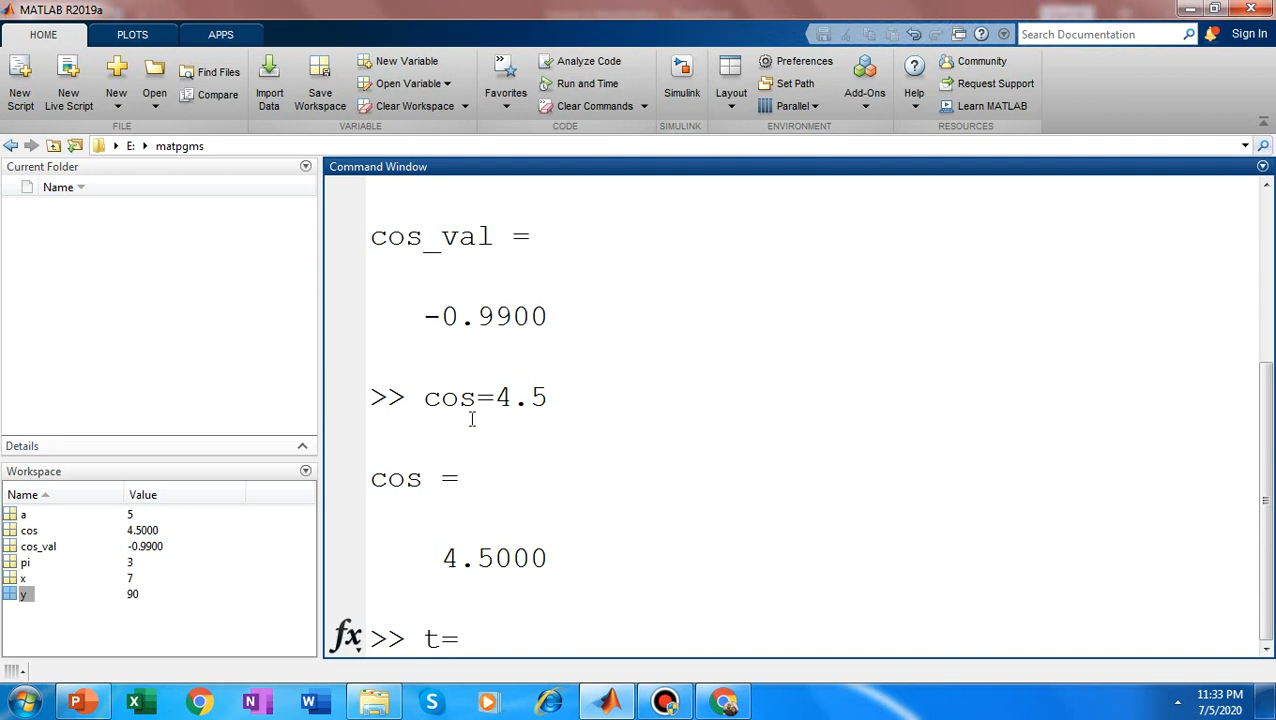 MATLAB R2019a
HOME PLOTS APPS Search Documentation Sign In
New Script New Live Script New Open Find Files Compare Import Data Save Workspace New Variable Open Variable Clear Workspace Favorites Analyze Code Run and Time Clear Commands Simulink Layout Preferences Set Path Parallel Add-Ons Help Community Request Support Learn MATLAB
FILE VARIABLE CODE SIMULINK ENVIRONMENT RESOURCES
E: matpgms
Current Folder
Name
Details
Workspace
Name Value
a 5
cos 4.5000
cos_val -0.9900
pi 3
x 7
y 90
Command Window
cos_val =
-0.9900
>> cos=4.5
cos =
4.5000
fx >> t=
11:33 PM
7/5/2020